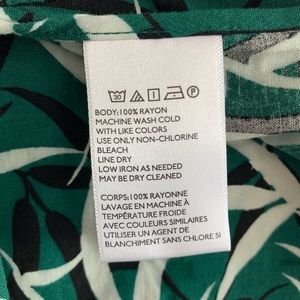 30 P
BODY:100% RAYON
MACHINE WASH COLD
WITH LIKE COLORS
USE ONLY NON-CHLORINE
BLEACH
LINE DRY
LOW IRON AS NEEDED
MAY BE DRY CLEANED
CORPS:100% RAYONNE
LAVAGE EN MACHINE À
TEMPÉRATURE FROIDE
AVEC COULEURS SIMILAIRES
UTILISER UN AGENT DE
BLANCHIMENT SANS CHLORE SI